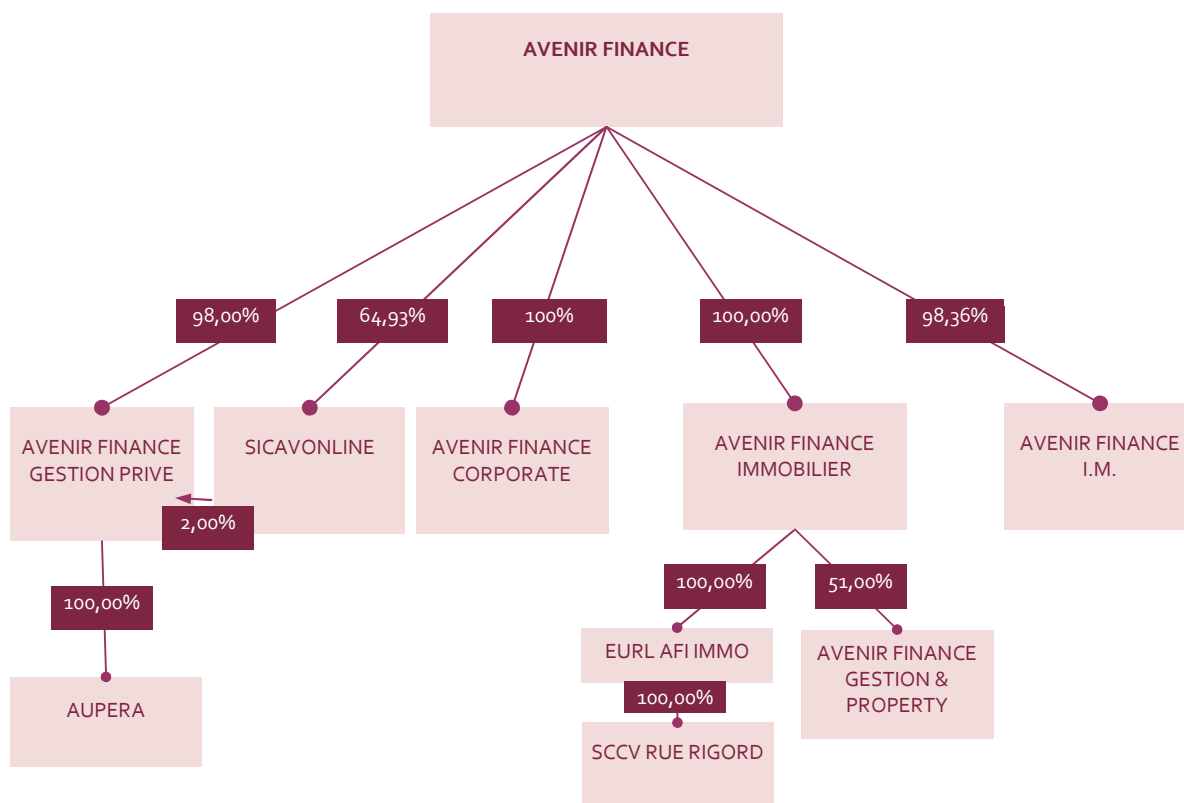 AVENIR FINANCE
98,00%
64,93%
100%
100,00%
98,36%
AVENIR FINANCE
GESTION PRIVE
SICAVONLINE
AVENIR FINANCE
CORPORATE
AVENIR FINANCE
IMMOBILIER
AVENIR FINANCE
I.M.
2,00%
100,00%
100,00%
51,00%
AUPERA
EURL AFI IMMO
AVENIR FINANCE
GESTION &
PROPERTY
100,00%
SCCV RUE RIGORD